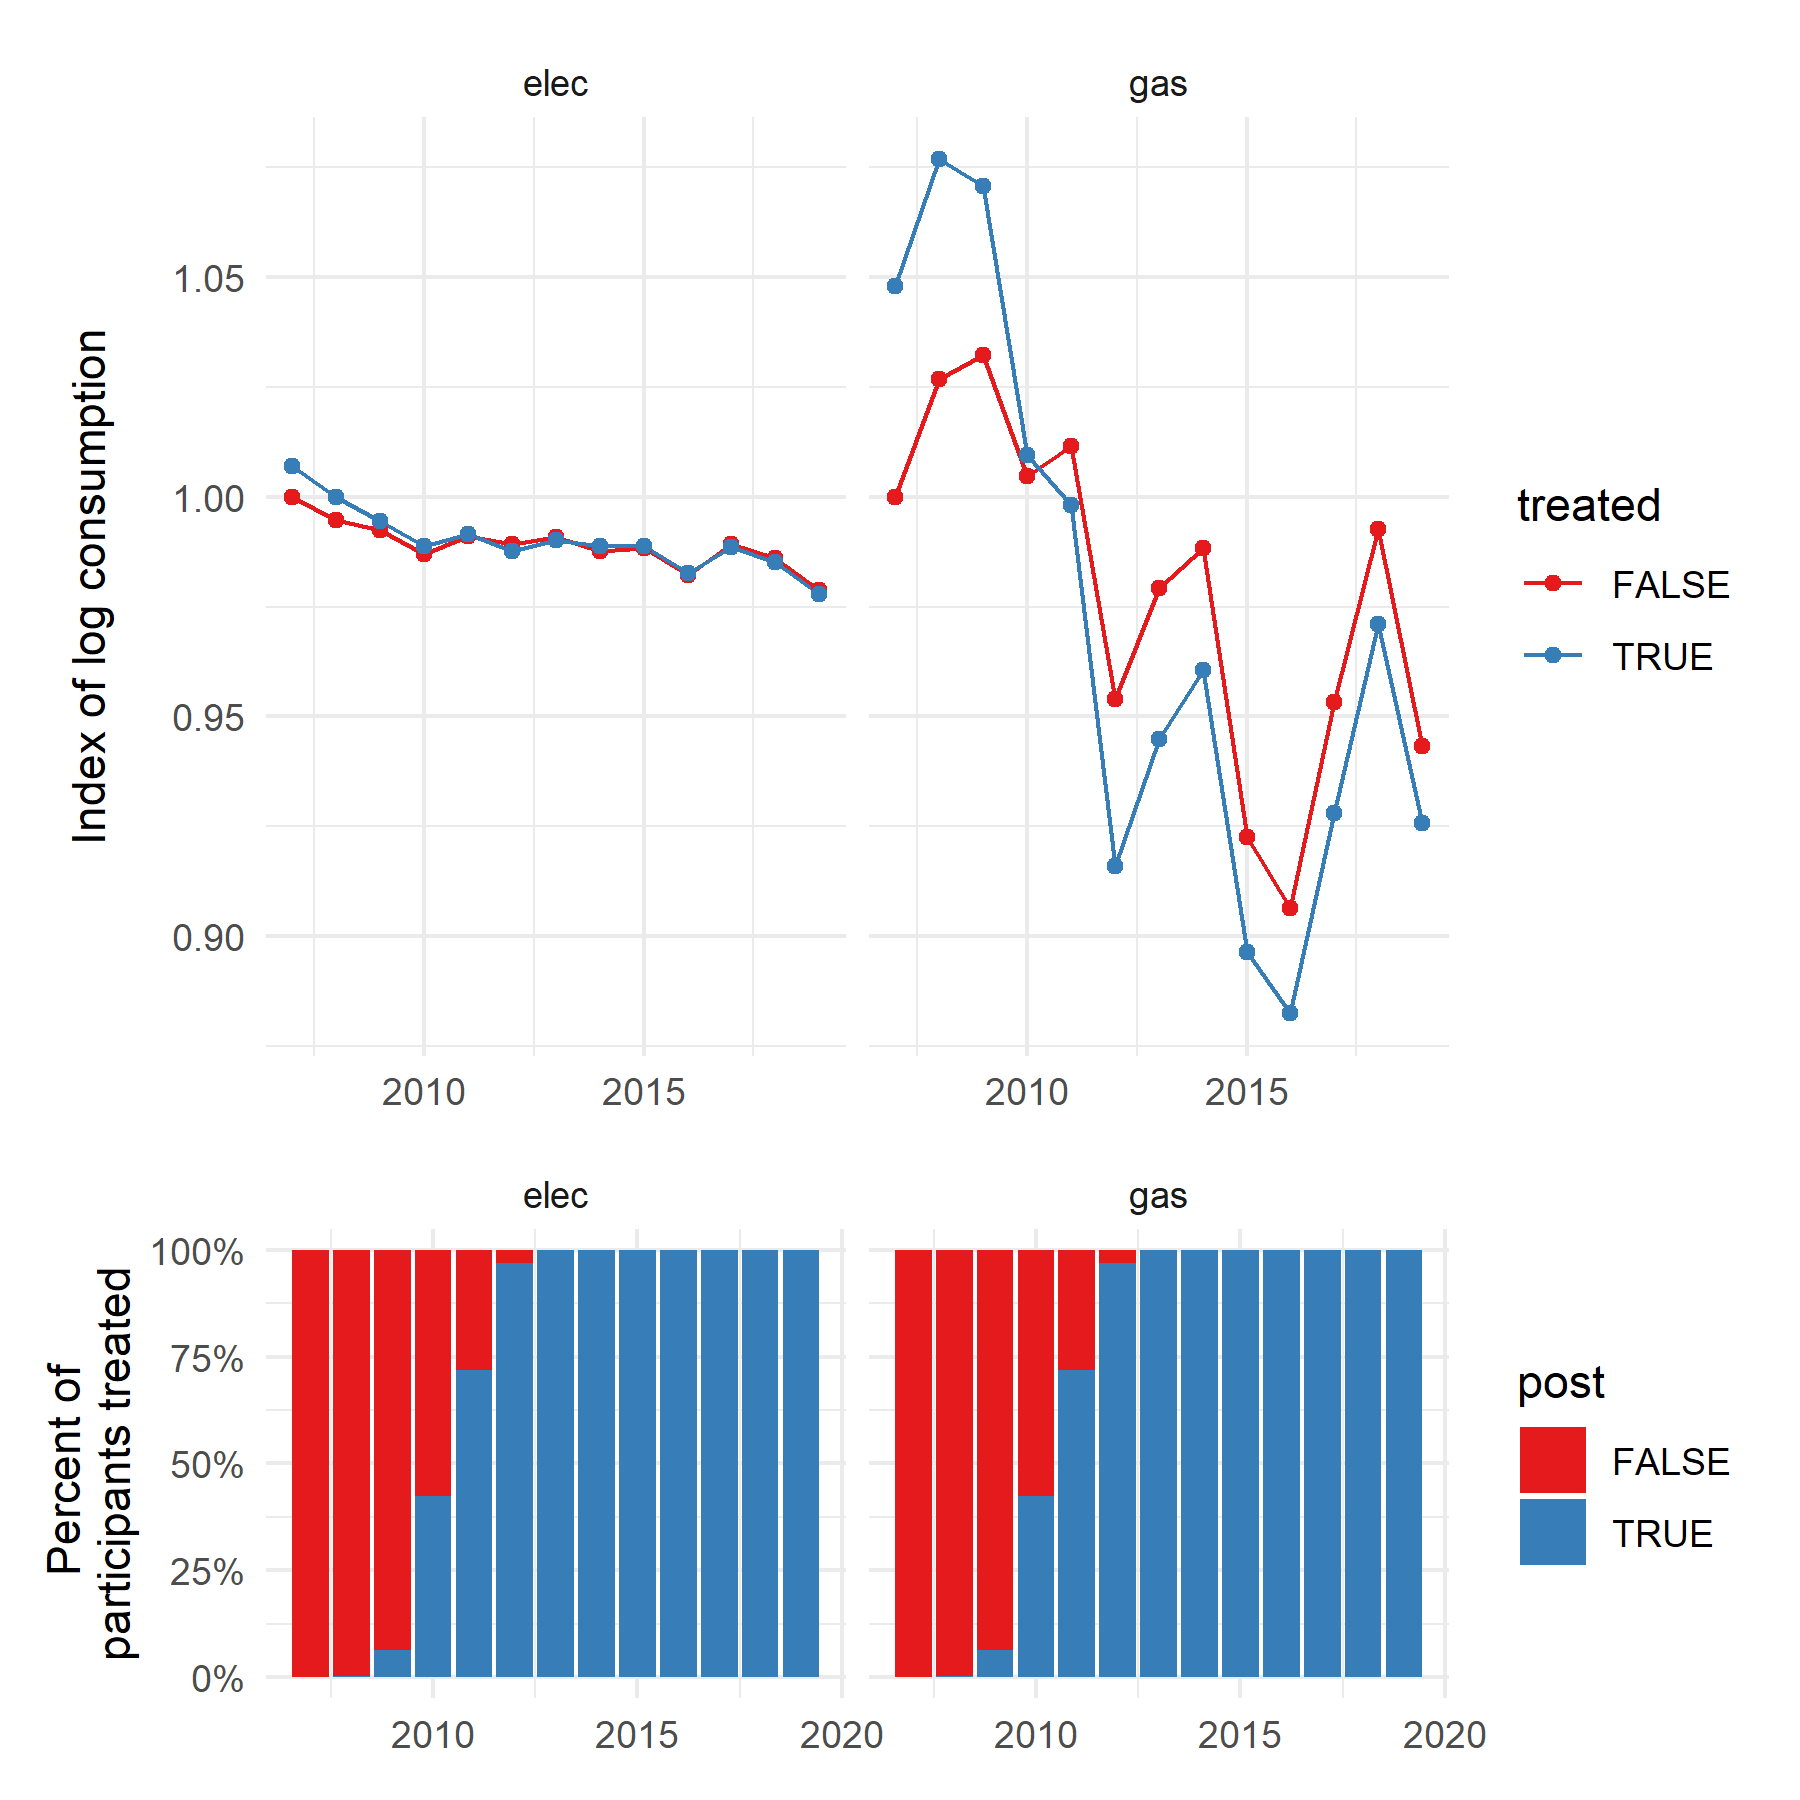 elec
gas
Index of log consumption
1.05
1.00
0.95
0.90
2010
2015
2010
2015
treated
FALSE
TRUE
elec
gas
Percent of
participants treated
100%
75%
50%
25%
0%
2010
2015
2020
2010
2015
2020
post
FALSE
TRUE